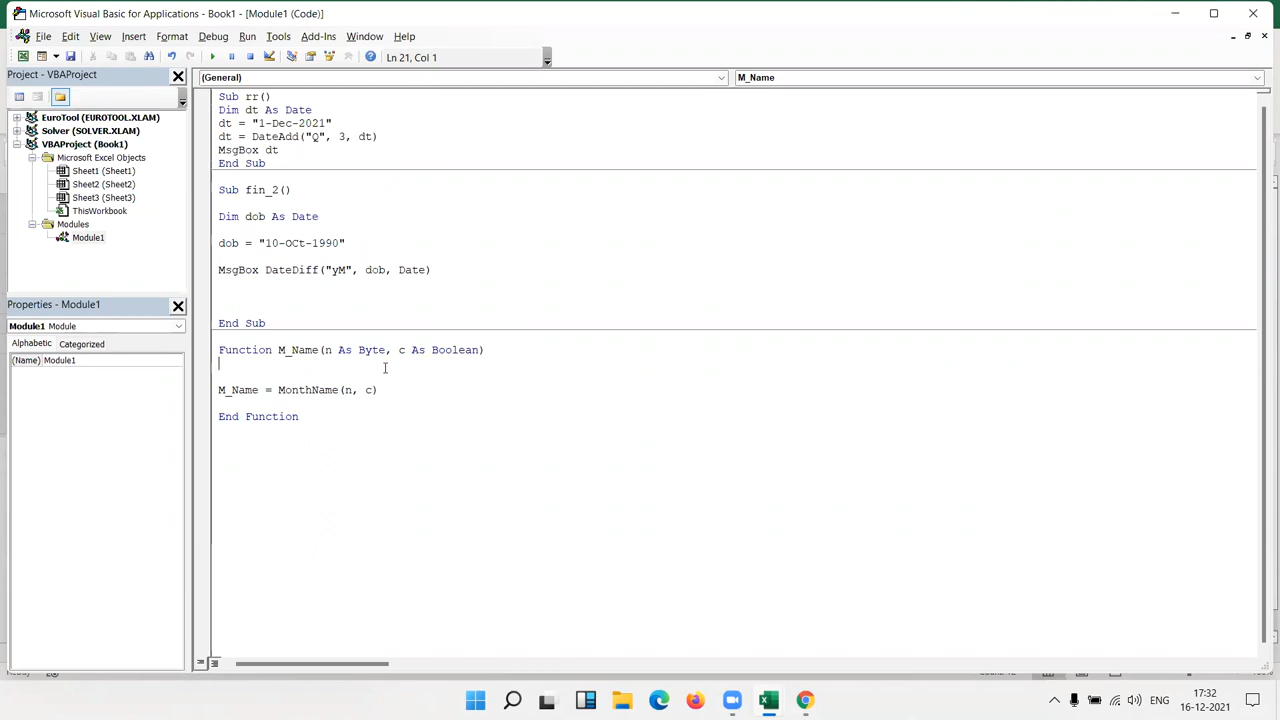 Microsoft Visual Basic for Applications - Book1 - [Module1 (Code)]
File Edit View Insert Format Debug Run Tools Add-Ins Window Help
Ln 21, Col 1
Project - VBAProject
(General)
M_Name
EuroTool (EUROTOOL.XLAM)
Solver (SOLVER.XLAM)
VBAProject (Book1)
Microsoft Excel Objects
Sheet1 (Sheet1)
Sheet2 (Sheet2)
Sheet3 (Sheet3)
ThisWorkbook
Modules
Module1
Properties - Module1
Module1 Module
Alphabetic Categorized
(Name) Module1
Sub rr()
Dim dt As Date
dt = "1-Dec-2021"
dt = DateAdd("Q", 3, dt)
MsgBox dt
End Sub
Sub fin_2()
Dim dob As Date
dob = "10-OCt-1990"
MsgBox DateDiff("yM", dob, Date)
End Sub
Function M_Name(n As Byte, c As Boolean)
M_Name = MonthName(n, c)
End Function
ENG
17:32
16-12-2021